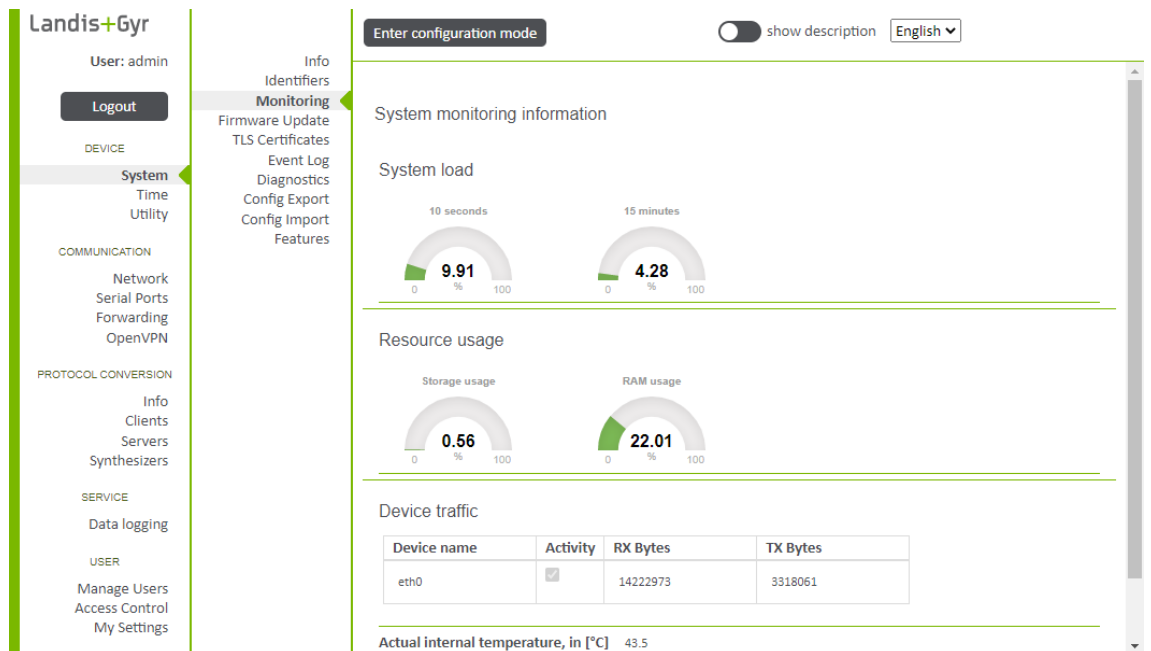 Landis+Gyr
User: admin
Logout
DEVICE
System
Time
Utility
COMMUNICATION
Network
Serial Ports
Forwarding
OpenVPN
PROTOCOL CONVERSION
Info
Clients
Servers
Synthesizers
SERVICE
Data logging
USER
Manage Users
Access Control
My Settings
Info
Identifiers
Monitoring
Firmware Update
TLS Certificates
Event Log
Diagnostics
Config Export
Config Import
Features
Enter configuration mode show description English
System monitoring information
System load
10 seconds 15 minutes
9.91 4.28
0 % 100 0 % 100
Resource usage
Storage usage RAM usage
0.56 22.01
0 % 100 0 % 100
Device traffic
Device name Activity RX Bytes TX Bytes
eth0 14222973 3318061
Actual internal temperature, in [°C] 43.5